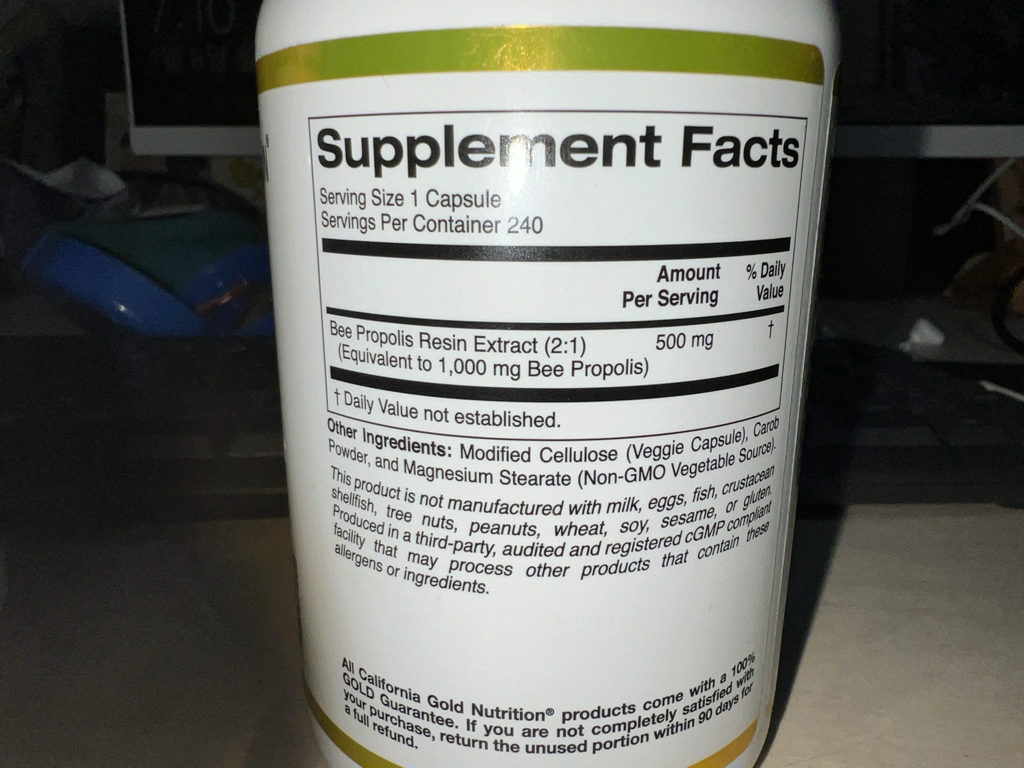 Supplement Facts
Serving Size 1 Capsule
Servings Per Container 240
Amount Per Serving
% Daily Value
Bee Propolis Resin Extract (2:1) 500 mg †
(Equivalent to 1,000 mg Bee Propolis)
† Daily Value not established.
Other Ingredients: Modified Cellulose (Veggie Capsule), Carob
Powder, and Magnesium Stearate (Non-GMO Vegetable Source).
This product is not manufactured with milk, eggs, fish, crustacean
shellfish, tree nuts, peanuts, wheat, soy, sesame, or gluten.
Produced in a third-party, audited and registered cGMP compliant
facility that may process other products that contain these
allergens or ingredients.
All California Gold Nutrition® products come with a 100%
GOLD Guarantee. If you are not completely satisfied with
your purchase, return the unused portion within 90 days for
a full refund.